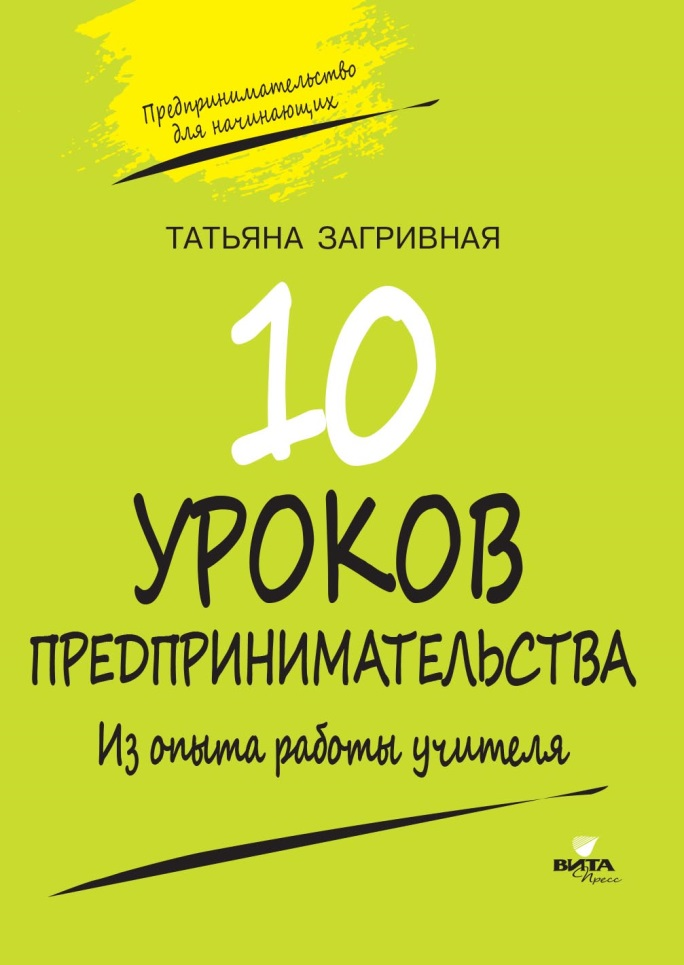 Предпринимательство
для начинающих
ТАТЬЯНА ЗАГРИВНАЯ
10
УРОКОВ
ПРЕДПРИНИМАТЕЛЬСТВА
Из опыта работы учителя
ВИТА
Пресс